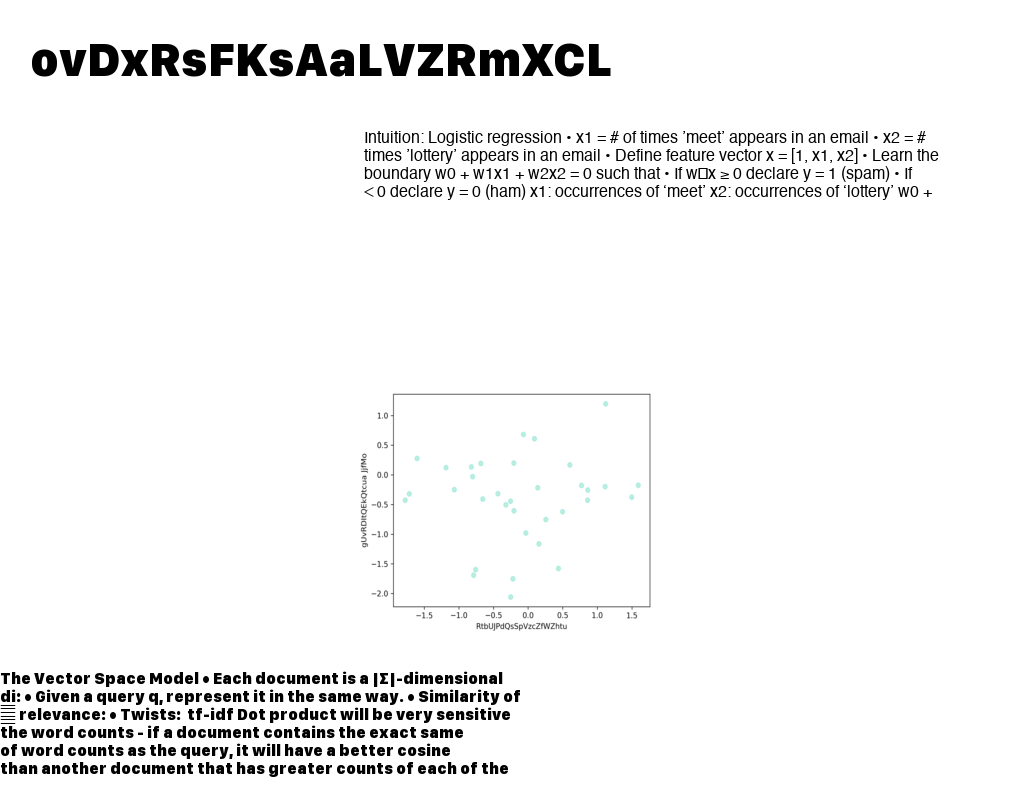 ovDxRsFKsAaLVZRmXCL
Intuition: Logistic regression • x1 = # of times ’meet’ appears in an email • x2 = #
times ’lottery’ appears in an email • Define feature vector x = [1, x1, x2] • Learn the
boundary w0 + w1x1 + w2x2 = 0 such that • If w□x ≥ 0 declare y = 1 (spam) • If
< 0 declare y = 0 (ham) x1: occurrences of ‘meet’ x2: occurrences of ‘lottery’ w0 +
1.0
0.5
0.0
−0.5
−1.0
−1.5
−2.0
−1.5 −1.0 −0.5 0.0 0.5 1.0 1.5
RtbUJPdQsSpVzcZfWZhtu
The Vector Space Model • Each document is a |Σ|-dimensional
di: • Given a query q, represent it in the same way. • Similarity of
relevance: • Twists: tf-idf Dot product will be very sensitive
the word counts - if a document contains the exact same
of word counts as the query, it will have a better cosine
than another document that has greater counts of each of the